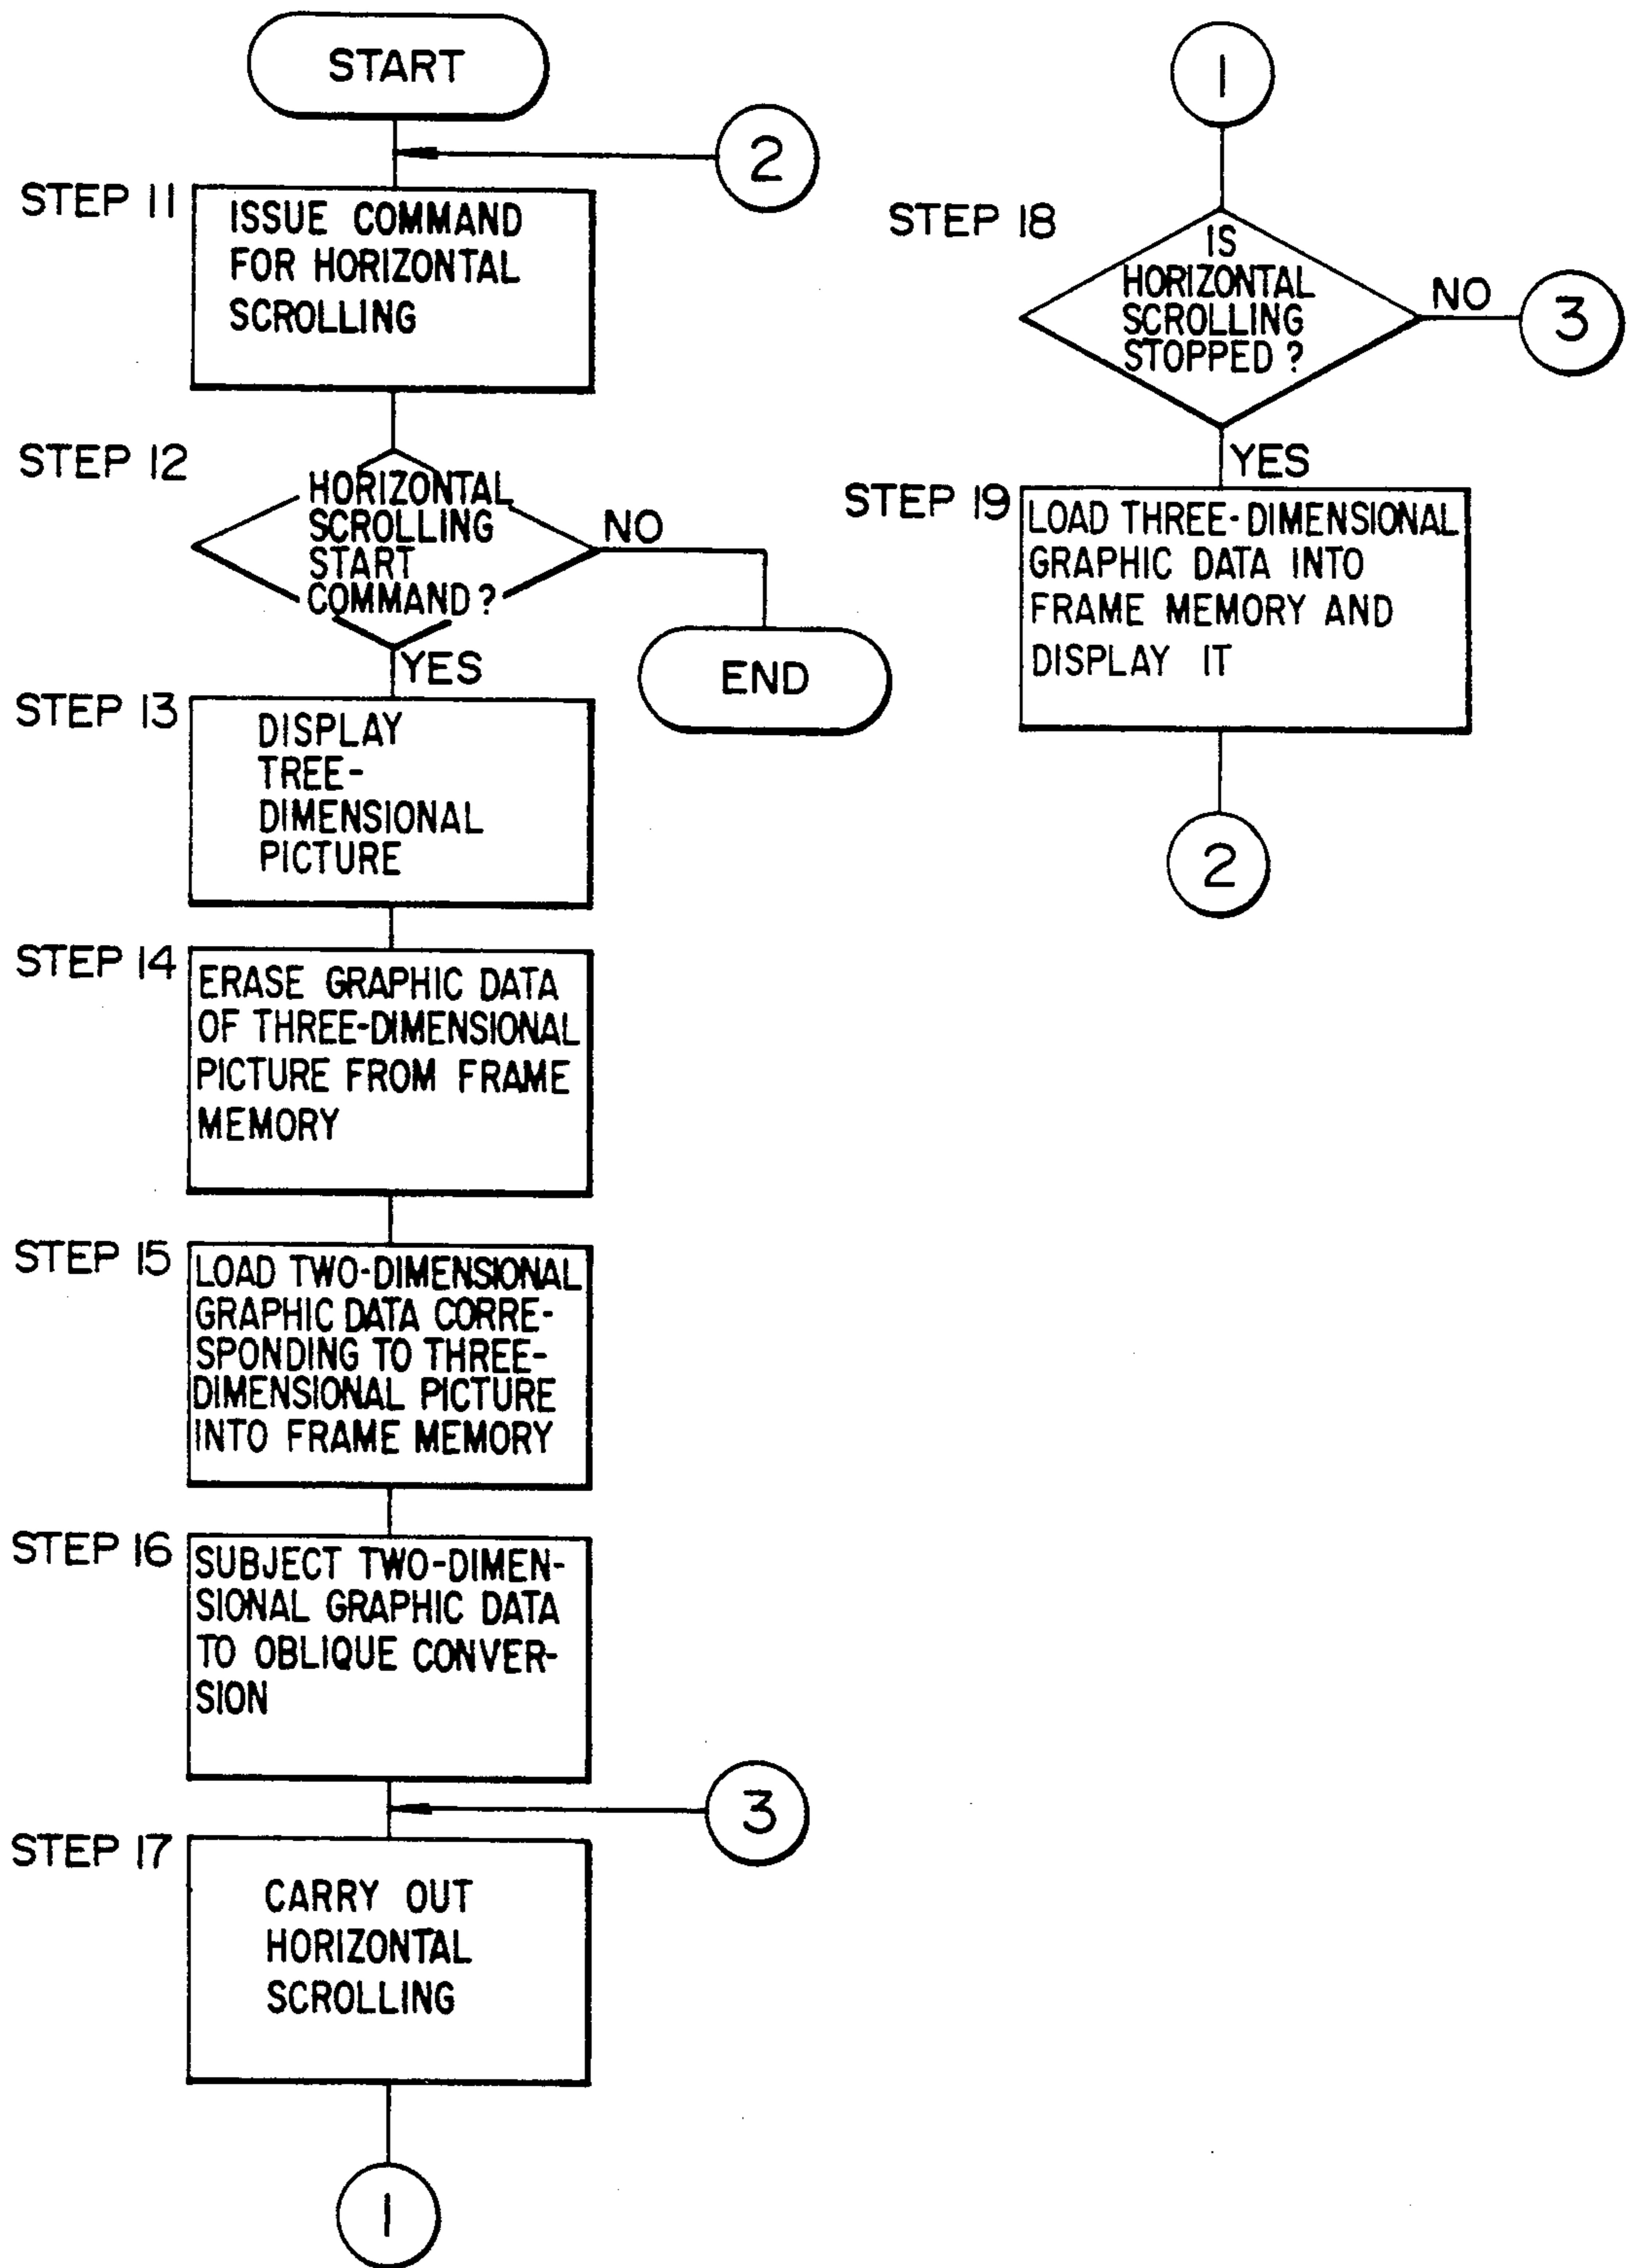 START
2
STEP 11
ISSUE COMMAND
FOR HORIZONTAL
SCROLLING
STEP 12
HORIZONTAL
SCROLLING
START
COMMAND?
NO
END
YES
STEP 13
DISPLAY
TREE-
DIMENSIONAL
PICTURE
STEP 14
ERASE GRAPHIC DATA
OF THREE-DIMENSIONAL
PICTURE FROM FRAME
MEMORY
STEP 15
LOAD TWO-DIMENSIONAL
GRAPHIC DATA CORRE-
SPONDING TO THREE-
DIMENSIONAL PICTURE
INTO FRAME MEMORY
STEP 16
SUBJECT TWO-DIMEN-
SIONAL GRAPHIC DATA
TO OBLIQUE CONVER-
SION
3
STEP 17
CARRY OUT
HORIZONTAL
SCROLLING
1
1
STEP 18
IS
HORIZONTAL
SCROLLING
STOPPED?
NO
3
YES
STEP 19
LOAD THREE-DIMENSIONAL
GRAPHIC DATA INTO
FRAME MEMORY AND
DISPLAY IT
2